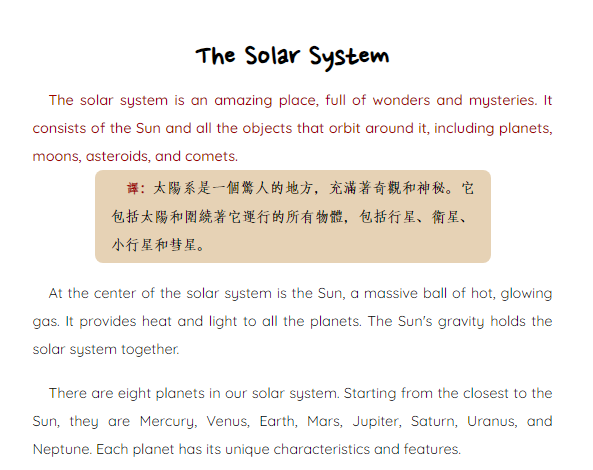 The Solar System
The solar system is an amazing place, full of wonders and mysteries. It
consists of the Sun and all the objects that orbit around it, including planets,
moons, asteroids, and comets.
譯：太陽系是一個驚人的地方，充滿著奇觀和神秘。它
包括太陽和圍繞著它運行的所有物體，包括行星、衛星、
小行星和彗星。
At the center of the solar system is the Sun, a massive ball of hot, glowing
gas. It provides heat and light to all the planets. The Sun's gravity holds the
solar system together.
There are eight planets in our solar system. Starting from the closest to the
Sun, they are Mercury, Venus, Earth, Mars, Jupiter, Saturn, Uranus, and
Neptune. Each planet has its unique characteristics and features.